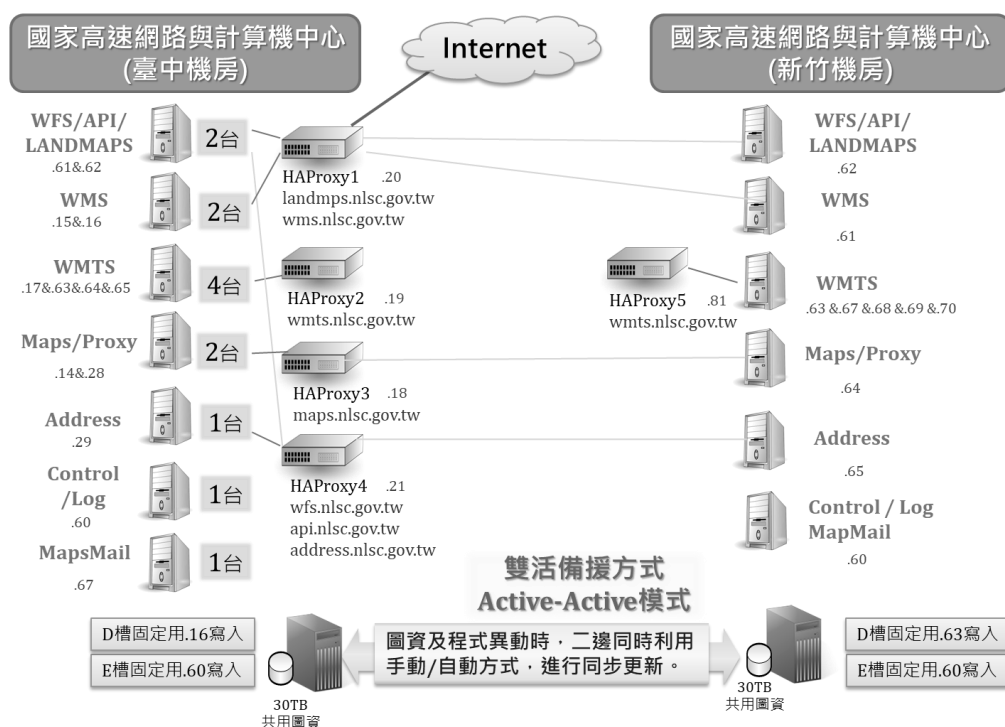 國家高速網路與計算機中心
(臺中機房)
Internet
國家高速網路與計算機中心
(新竹機房)
WFS/API/
LANDMAPS
.61&.62
2台
WMS
.15&.16
2台
WMTS
.17&.63&.64&.65
4台
Maps/Proxy
.14&.28
2台
Address
.29
1台
Control
/Log
.60
1台
MapsMail
.67
1台
HAProxy1 .20
landmps.nlsc.gov.tw
wms.nlsc.gov.tw
HAProxy2 .19
wmts.nlsc.gov.tw
HAProxy3 .18
maps.nlsc.gov.tw
HAProxy4 .21
wfs.nlsc.gov.tw
api.nlsc.gov.tw
address.nlsc.gov.tw
HAProxy5 .81
wmts.nlsc.gov.tw
WFS/API/
LANDMAPS
.62
WMS
.61
WMTS
.63 &.67 &.68 &.69 &.70
Maps/Proxy
.64
Address
.65
Control / Log
MapMail
.60
雙活備援方式
Active-Active模式
圖資及程式異動時，二邊同時利用
手動/自動方式，進行同步更新。
D槽固定用.16寫入
E槽固定用.60寫入
30TB
共用圖資
30TB
共用圖資
D槽固定用.63寫入
E槽固定用.60寫入